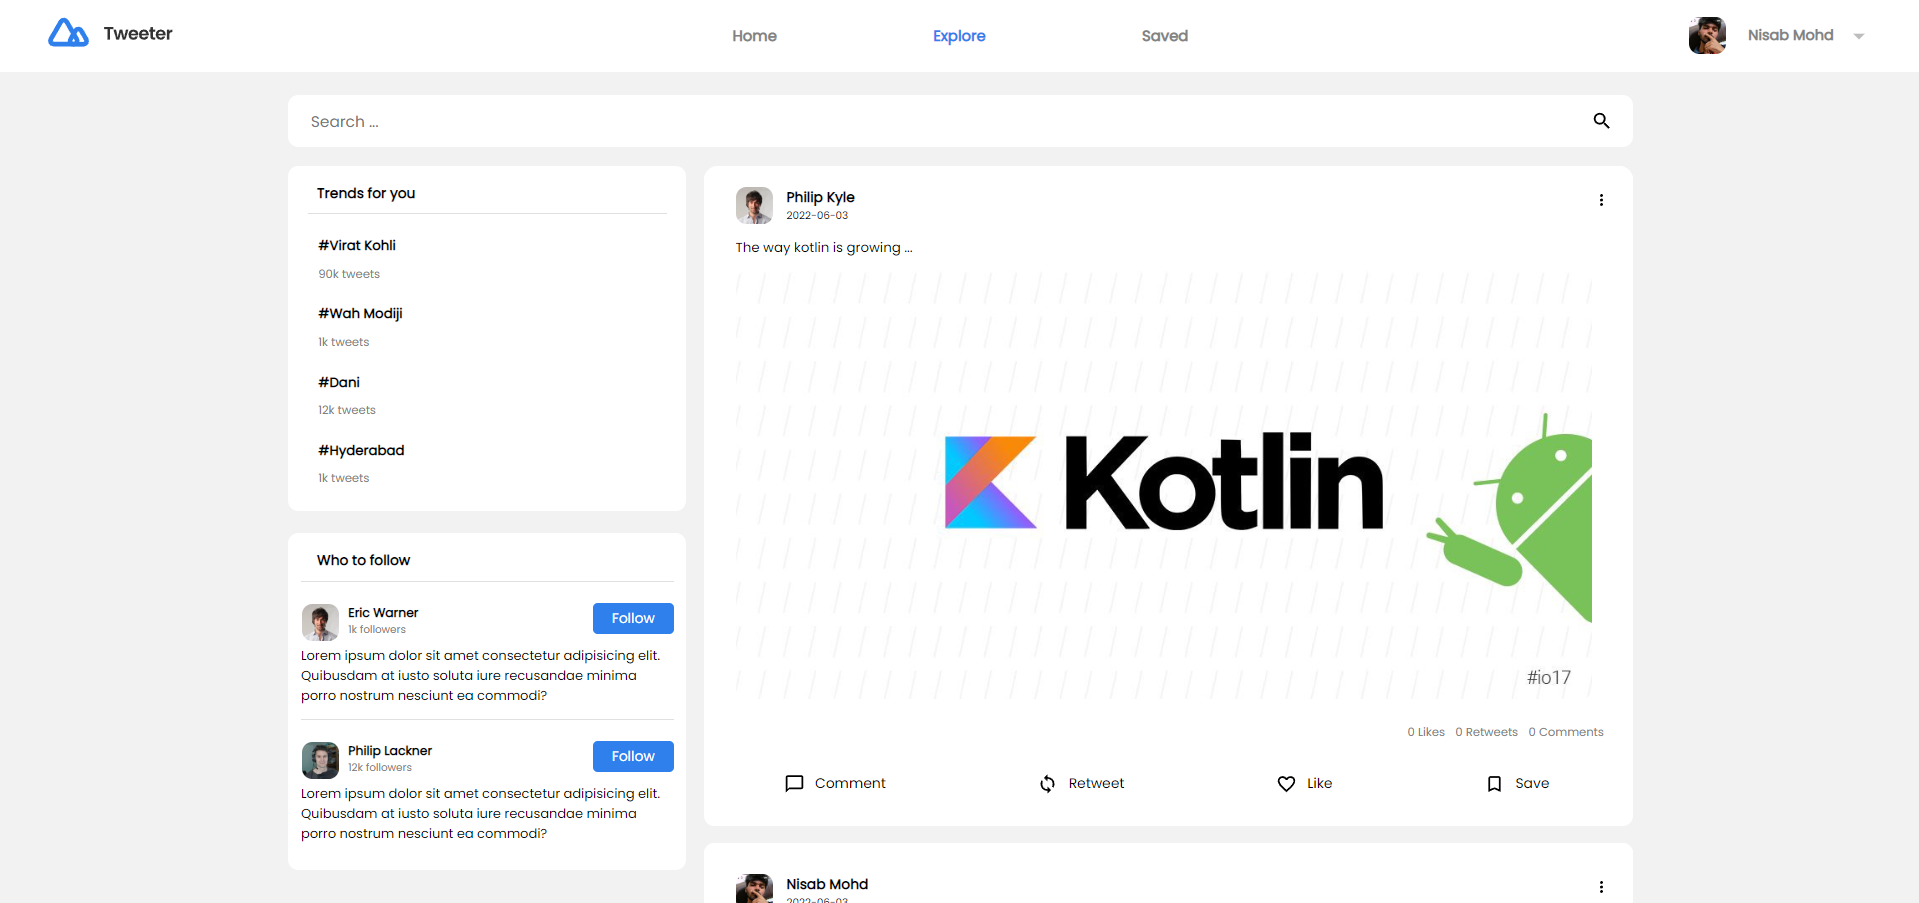 Tweeter
Home
Explore
Saved
Nisab Mohd
Search ...
Trends for you
#Virat Kohli
90k tweets
#Wah Modiji
1k tweets
#Dani
12k tweets
#Hyderabad
1k tweets
Who to follow
Eric Warner
1k followers
Follow
Lorem ipsum dolor sit amet consectetur adipisicing elit.
Quibusdam at iusto soluta iure recusandae minima
porro nostrum nesciunt ea commodi?
Philip Lackner
12k followers
Follow
Lorem ipsum dolor sit amet consectetur adipisicing elit.
Quibusdam at iusto soluta iure recusandae minima
porro nostrum nesciunt ea commodi?
Philip Kyle
2022-06-03
The way kotlin is growing ...
Kotlin
#io17
0 Likes 0 Retweets 0 Comments
Comment
Retweet
Like
Save
Nisab Mohd
2022-06-03